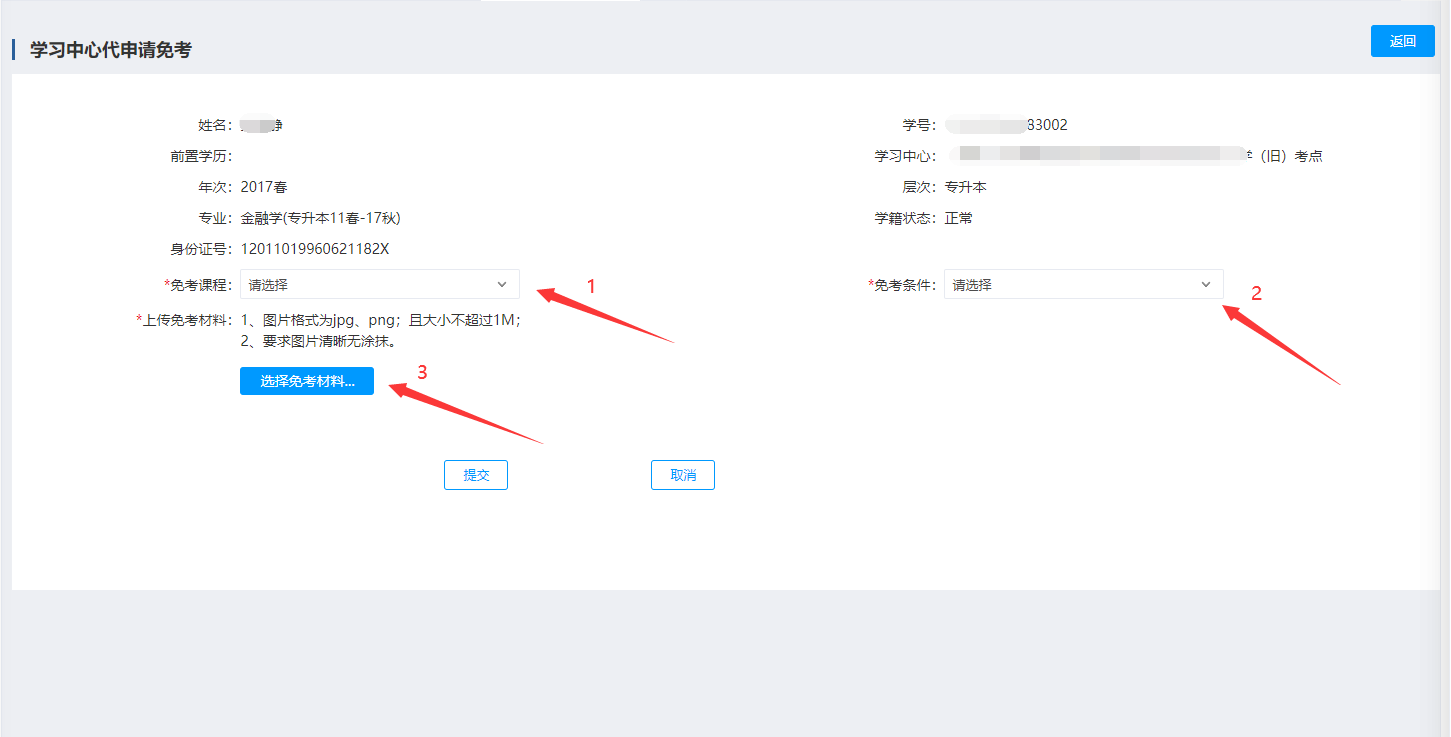 学习中心代申请免考
返回
姓名：静
学号：83002
前置学历：
学习中心：（旧）考点
年次：2017春
层次：专升本
专业：金融学(专升本11春-17秋)
学籍状态：正常
身份证号：12011019960621182X
*免考课程：请选择
1
*免考条件：请选择
2
*上传免考材料：1、图片格式为jpg、png；且大小不超过1M；
2、要求图片清晰无涂抹。
选择免考材料...
3
提交
取消